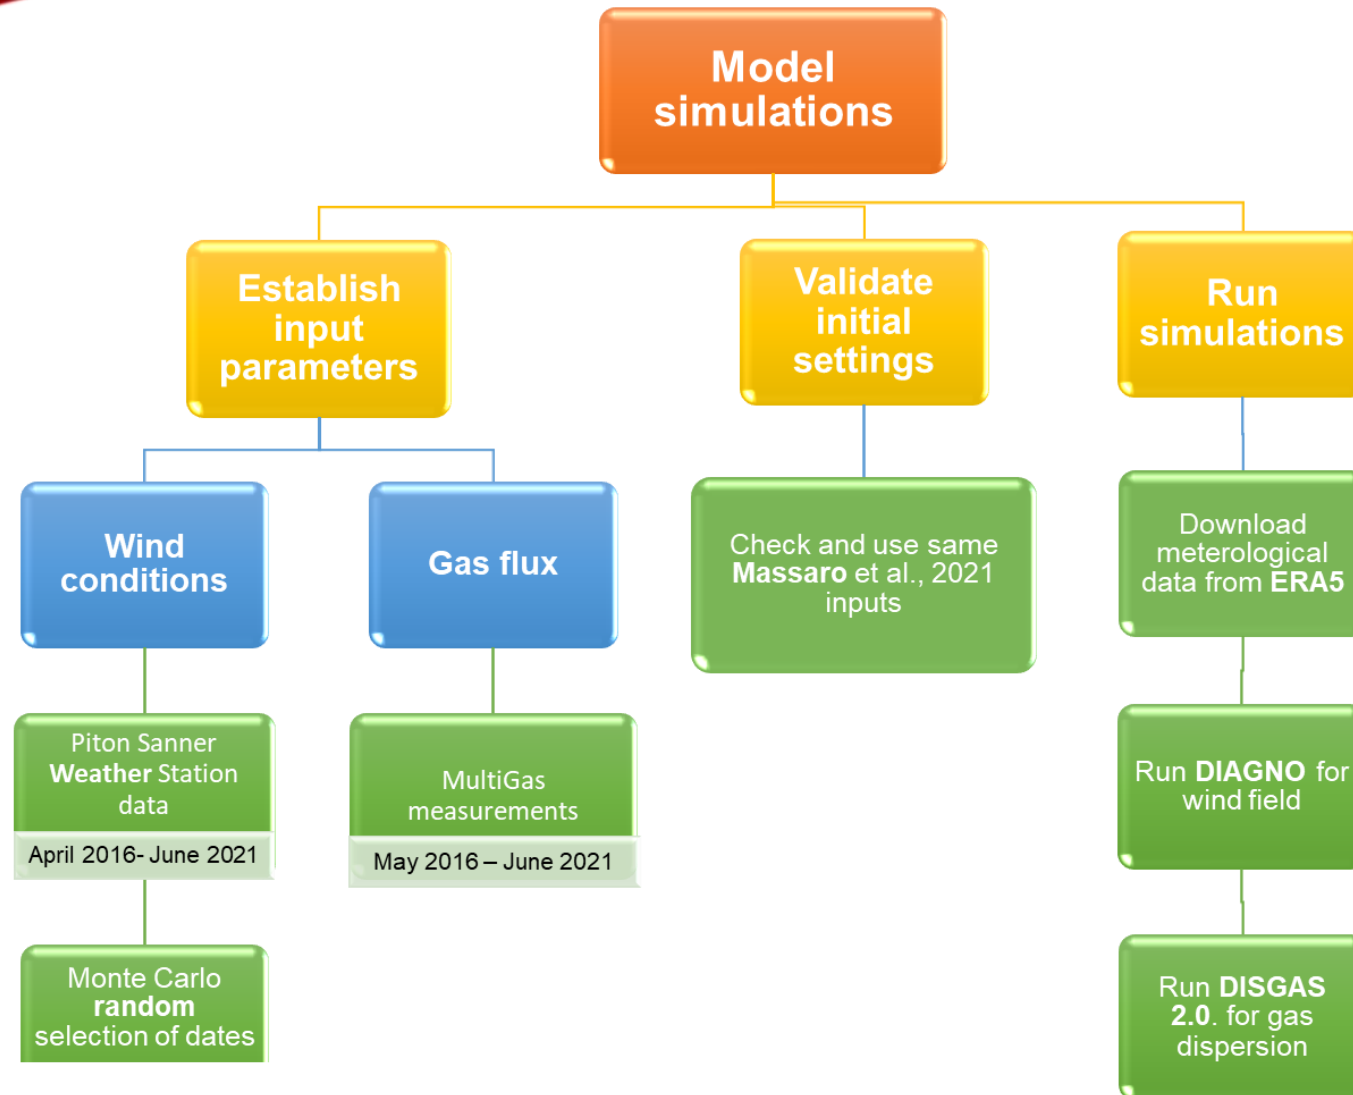 Model
simulations
Establish
input
parameters
Validate
initial
settings
Run
simulations
Wind
conditions
Gas flux
Check and use same
Massaro et al., 2021
inputs
Download
meterological
data from ERA5
Piton Sanner
Weather Station
data
April 2016- June 2021
MultiGas
measurements
May 2016 – June 2021
Run DIAGNO for
wind field
Monte Carlo
random
selection of dates
Run DISGAS
2.0. for gas
dispersion